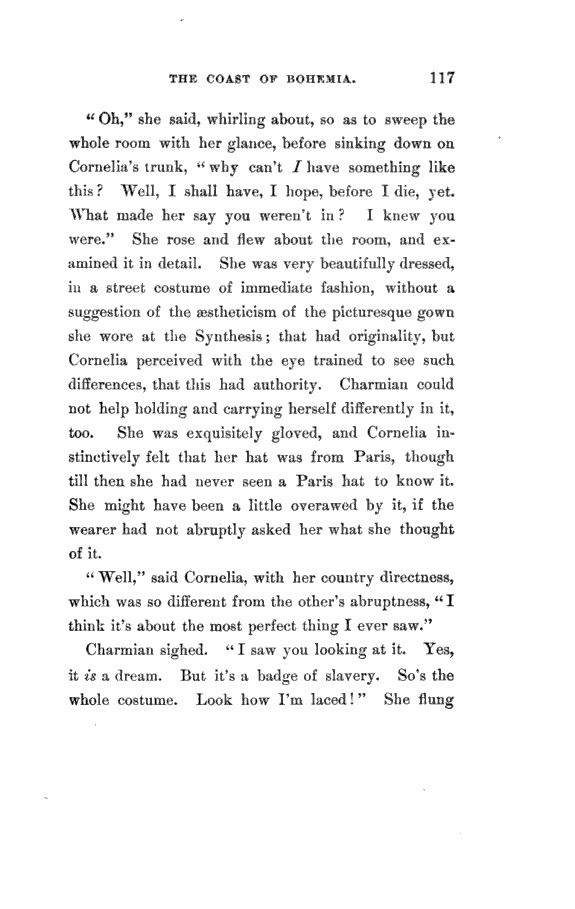 THE COAST OF BOHEMIA. 117
“ Oh,” she said, whirling about, so as to sweep the
whole room with her glance, before sinking down on
Cornelia’s trunk, “ why can’t I have something like
this ? Well, I shall have, I hope, before I die, yet.
What made her say you weren’t in ? I knew you
were.” She rose and flew about the room, and ex-
amined it in detail. She was very beautifully dressed,
in a street costume of immediate fashion, without a
suggestion of the æstheticism of the picturesque gown
she wore at the Synthesis ; that had originality, but
Cornelia perceived with the eye trained to see such
differences, that this had authority. Charmian could
not help holding and carrying herself differently in it,
too. She was exquisitely gloved, and Cornelia in-
stinctively felt that her hat was from Paris, though
till then she had never seen a Paris hat to know it.
She might have been a little overawed by it, if the
wearer had not abruptly asked her what she thought
of it.
“ Well,” said Cornelia, with her country directness,
which was so different from the other’s abruptness, “ I
think it’s about the most perfect thing I ever saw.”
Charmian sighed. “ I saw you looking at it. Yes,
it is a dream. But it’s a badge of slavery. So’s the
whole costume. Look how I’m laced ! ” She flung